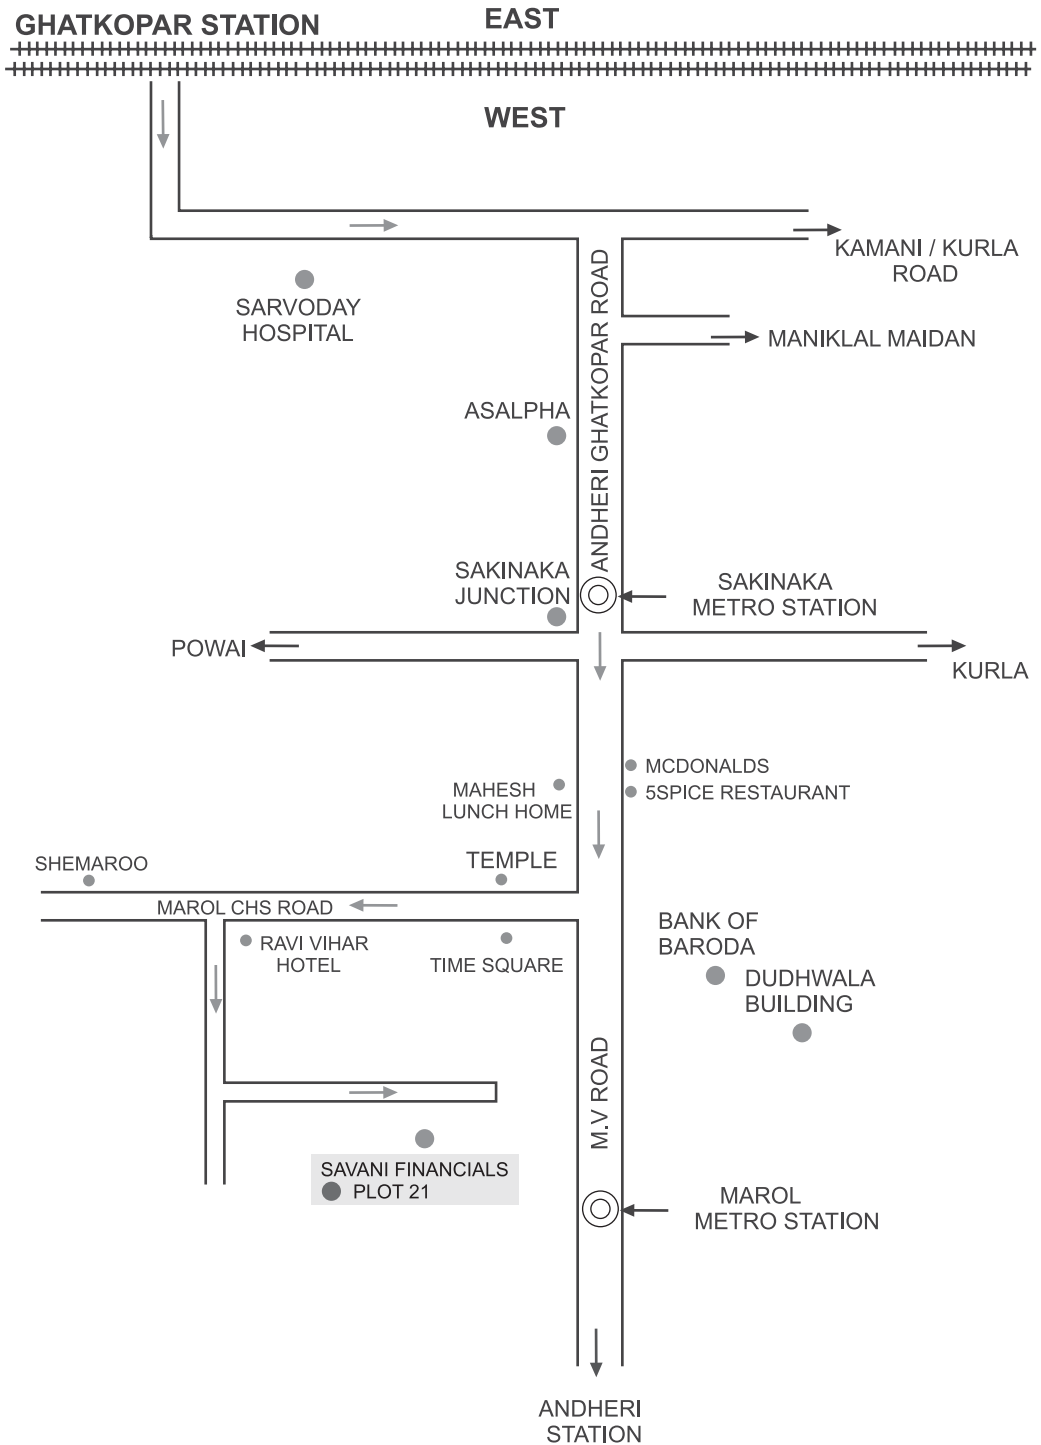 GHATKOPAR STATION
EAST
WEST
KAMANI / KURLA
ROAD
SARVODAY
HOSPITAL
ANDHERI GHATKOPAR ROAD
MANIKLAL MAIDAN
ASALPHA
SAKINAKA
JUNCTION
SAKINAKA
METRO STATION
POWAI
KURLA
MCDONALDS
5SPICE RESTAURANT
MAHESH
LUNCH HOME
SHEMAROO
TEMPLE
MAROL CHS ROAD
RAVI VIHAR
HOTEL
TIME SQUARE
BANK OF
BARODA
DUDHWALA
BUILDING
M.V ROAD
SAVANI FINANCIALS
PLOT 21
MAROL
METRO STATION
ANDHERI
STATION